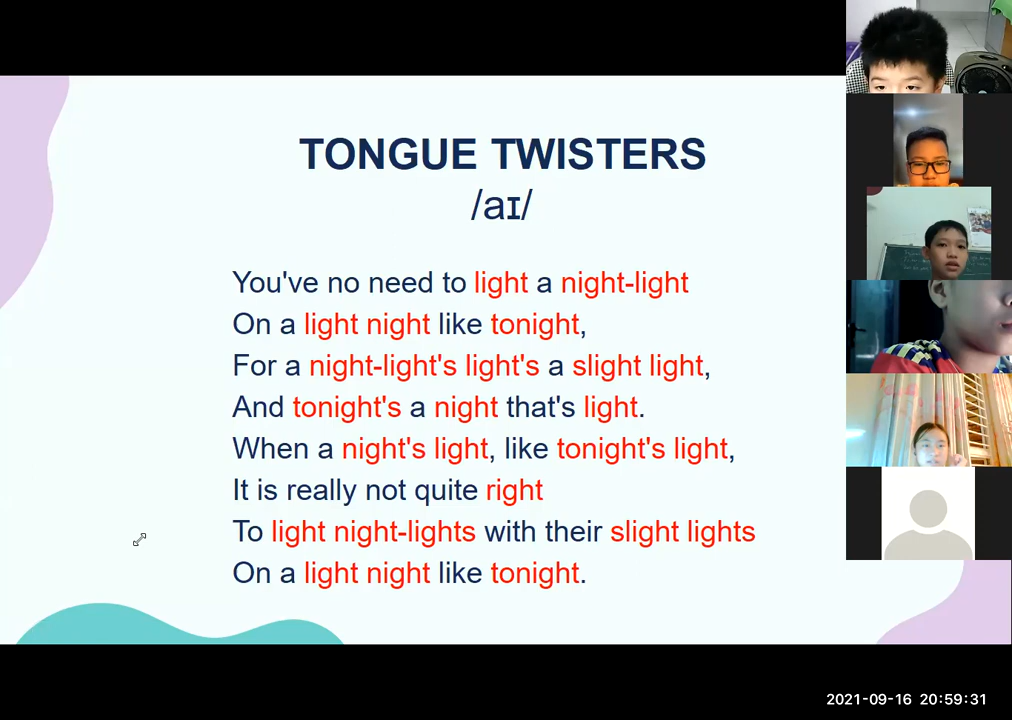 TONGUE TWISTERS
/aɪ/
You've no need to light a night-light
On a light night like tonight,
For a night-light's light's a slight light,
And tonight's a night that's light.
When a night's light, like tonight's light,
It is really not quite right
To light night-lights with their slight lights
On a light night like tonight.
2021-09-16 20:59:31